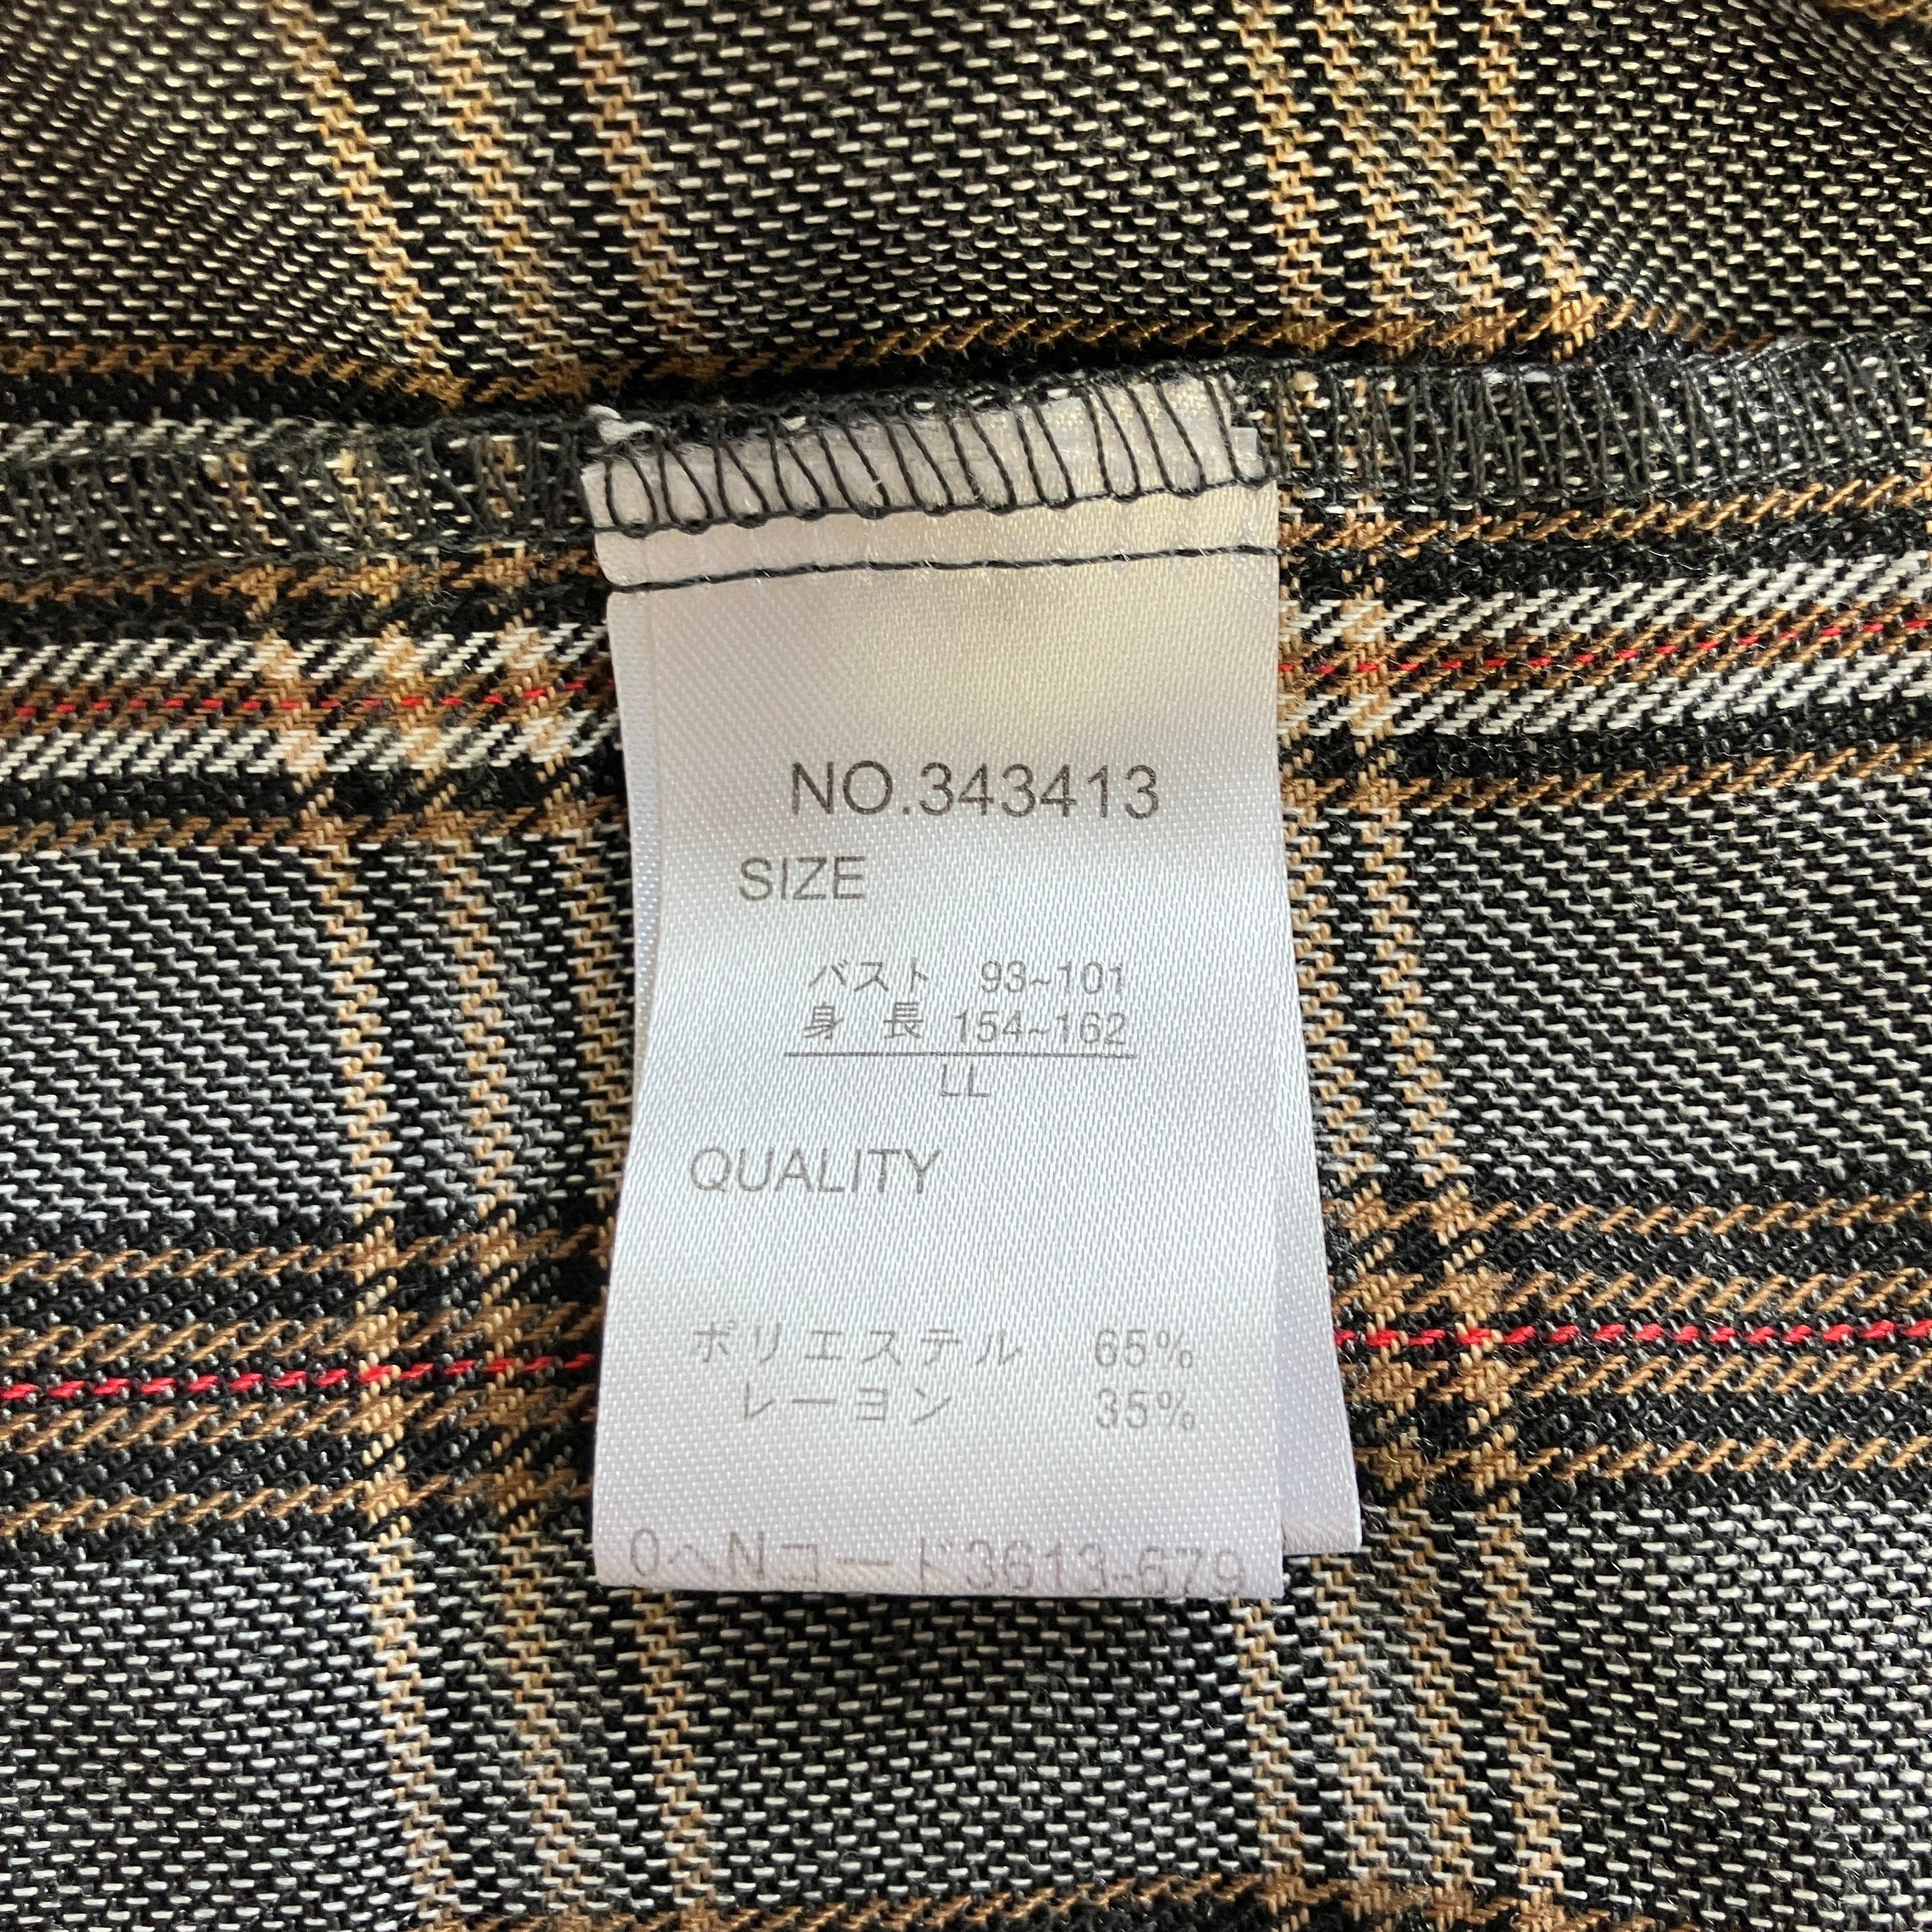 NO.343413
SIZE
バスト 93~101
身 長 154~162
LL
QUALITY
ポリエステル 65%
レーヨン 35%
0ヘNコード3613-679